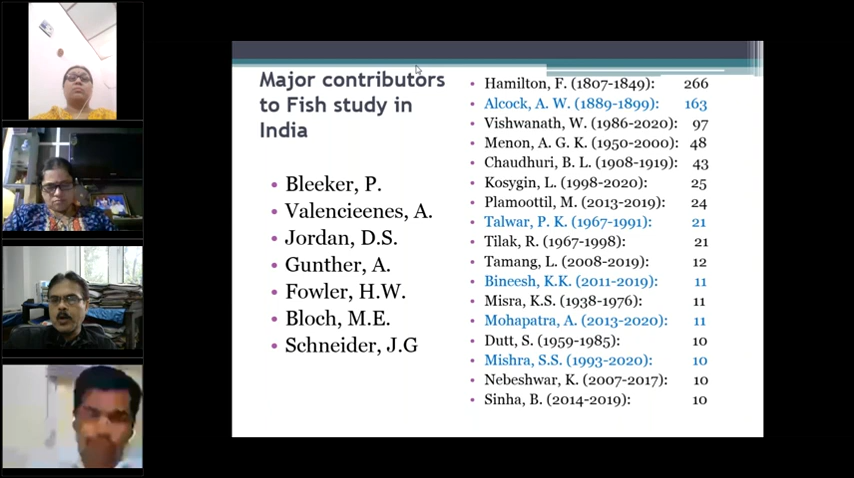 Major contributors
to Fish study in
India
• Bleeker, P.
• Valencieenes, A.
• Jordan, D.S.
• Gunther, A.
• Fowler, H.W.
• Bloch, M.E.
• Schneider, J.G
• Hamilton, F. (1807-1849): 266
• Alcock, A. W. (1889-1899): 163
• Vishwanath, W. (1986-2020): 97
• Menon, A. G. K. (1950-2000): 48
• Chaudhuri, B. L. (1908-1919): 43
• Kosygin, L. (1998-2020): 25
• Plamoottil, M. (2013-2019): 24
• Talwar, P. K. (1967-1991): 21
• Tilak, R. (1967-1998): 21
• Tamang, L. (2008-2019): 12
• Bineesh, K.K. (2011-2019): 11
• Misra, K.S. (1938-1976): 11
• Mohapatra, A. (2013-2020): 11
• Dutt, S. (1959-1985): 10
• Mishra, S.S. (1993-2020): 10
• Nebeshwar, K. (2007-2017): 10
• Sinha, B. (2014-2019): 10